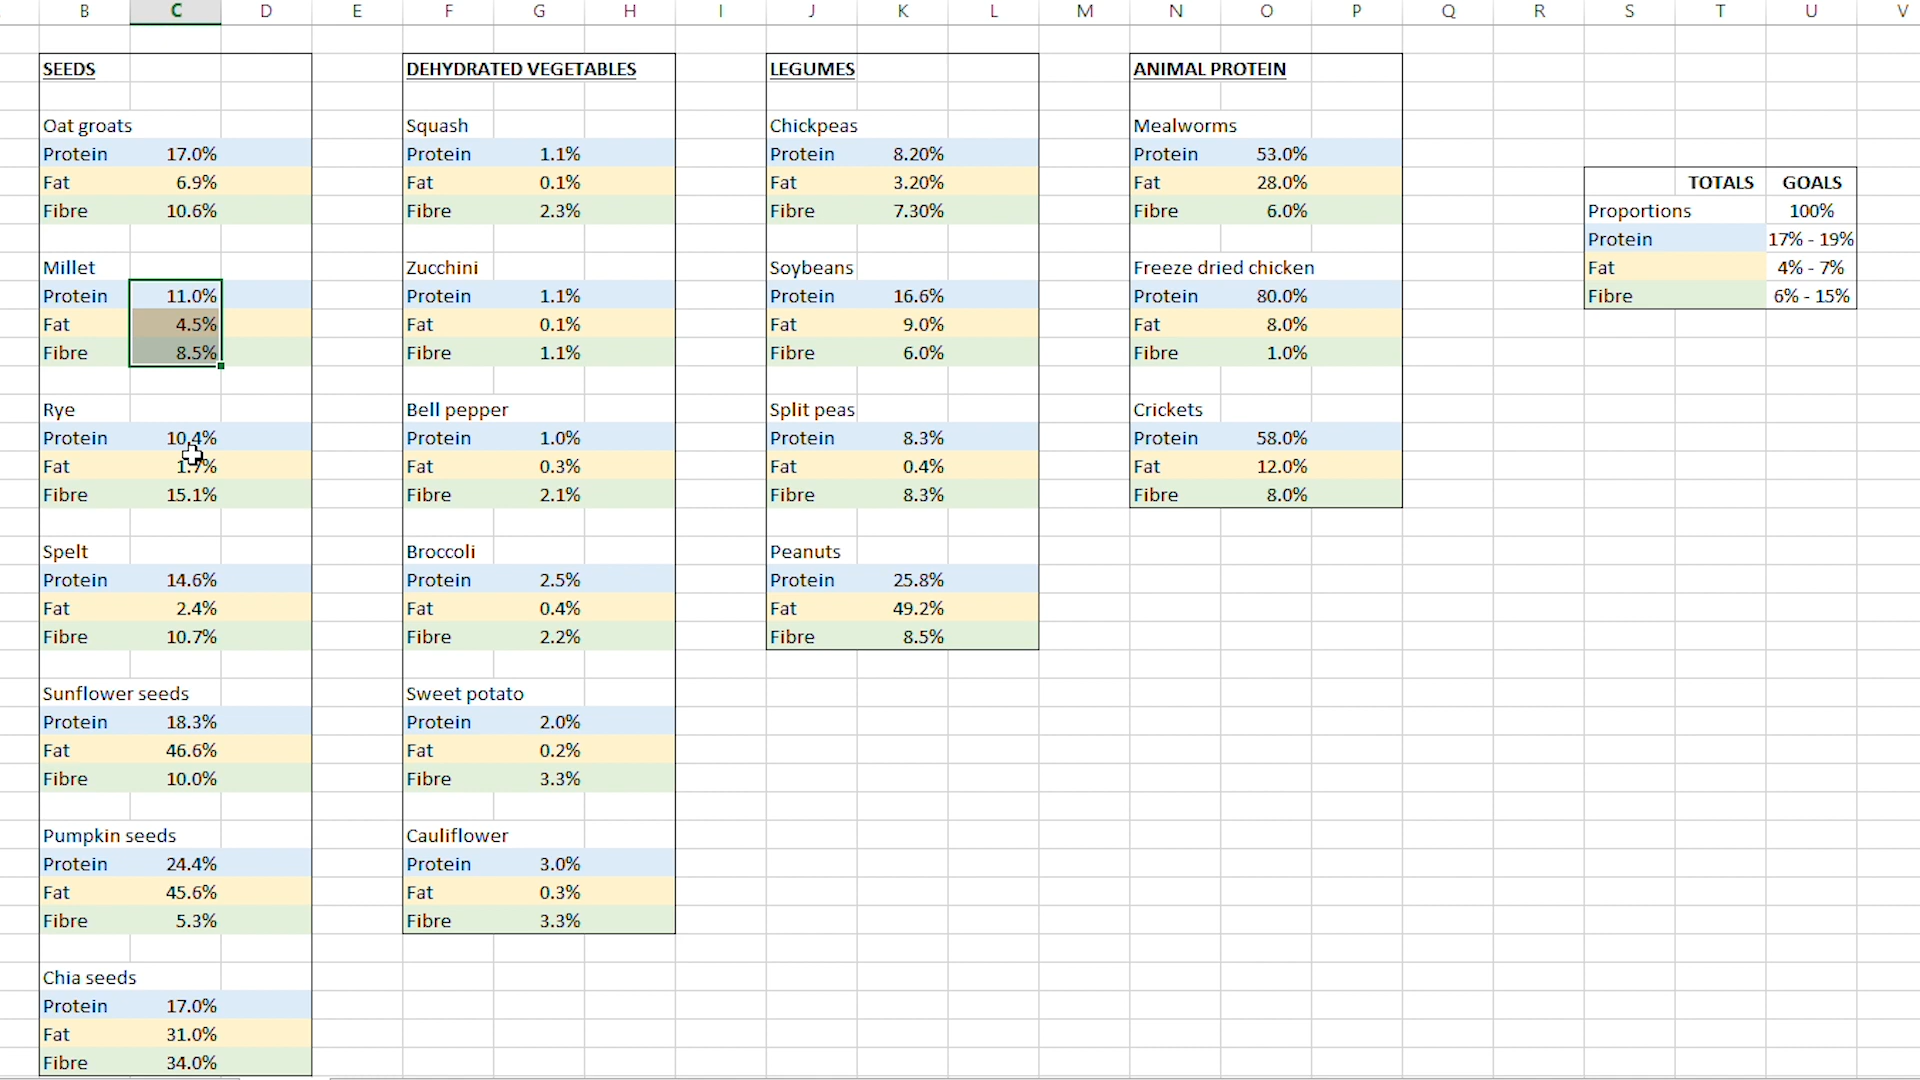 B C D E F G H I J K L M N O P Q R S T U V
SEEDS DEHYDRATED VEGETABLES LEGUMES ANIMAL PROTEIN
Oat groats Squash Chickpeas Mealworms
Protein 17.0% Protein 1.1% Protein 8.20% Protein 53.0%
Fat 6.9% Fat 0.1% Fat 3.20% Fat 28.0% TOTALS GOALS
Fibre 10.6% Fibre 2.3% Fibre 7.30% Fibre 6.0% Proportions 100%
Protein 17% - 19%
Millet Zucchini Soybeans Freeze dried chicken Fat 4% - 7%
Protein 11.0% Protein 1.1% Protein 16.6% Protein 80.0% Fibre 6% - 15%
Fat 4.5% Fat 0.1% Fat 9.0% Fat 8.0%
Fibre 8.5% Fibre 1.1% Fibre 6.0% Fibre 1.0%
Rye Bell pepper Split peas Crickets
Protein 10.4% Protein 1.0% Protein 8.3% Protein 58.0%
Fat 1.7% Fat 0.3% Fat 0.4% Fat 12.0%
Fibre 15.1% Fibre 2.1% Fibre 8.3% Fibre 8.0%
Spelt Broccoli Peanuts
Protein 14.6% Protein 2.5% Protein 25.8%
Fat 2.4% Fat 0.4% Fat 49.2%
Fibre 10.7% Fibre 2.2% Fibre 8.5%
Sunflower seeds Sweet potato
Protein 18.3% Protein 2.0%
Fat 46.6% Fat 0.2%
Fibre 10.0% Fibre 3.3%
Pumpkin seeds Cauliflower
Protein 24.4% Protein 3.0%
Fat 45.6% Fat 0.3%
Fibre 5.3% Fibre 3.3%
Chia seeds
Protein 17.0%
Fat 31.0%
Fibre 34.0%